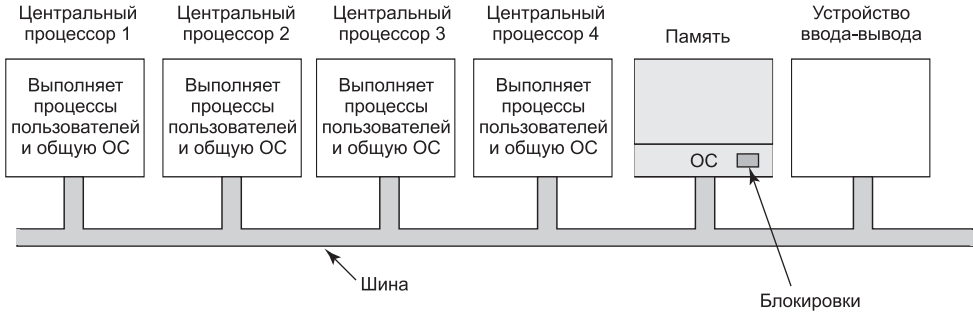 Центральный
процессор 1
Центральный
процессор 2
Центральный
процессор 3
Центральный
процессор 4
Память
Устройство
ввода-вывода
Выполняет
процессы
пользователей
и общую ОС
Выполняет
процессы
пользователей
и общую ОС
Выполняет
процессы
пользователей
и общую ОС
Выполняет
процессы
пользователей
и общую ОС
ОС
Шина
Блокировки